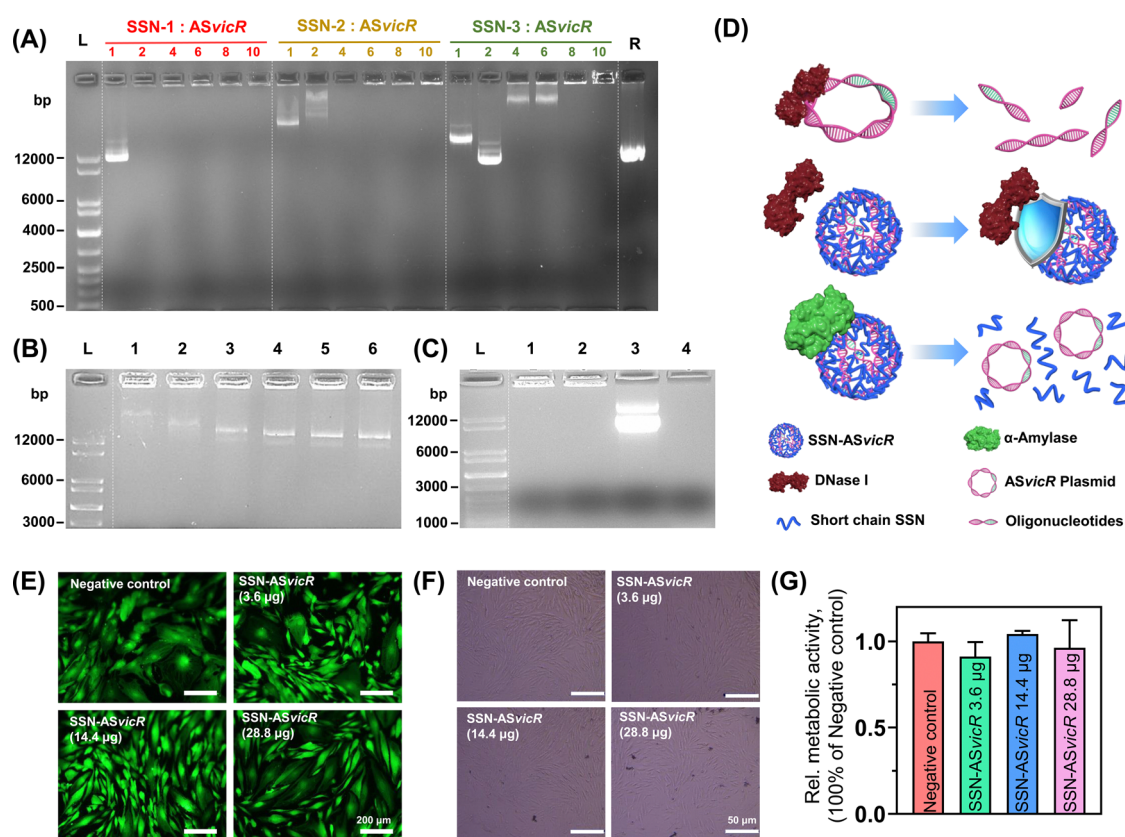 (A)
L
SSN-1 : ASvicR
SSN-2 : ASvicR
SSN-3 : ASvicR
R
1 2 4 6 8 10
1 2 4 6 8 10
1 2 4 6 8 10
bp
12000
6000
4000
2500
500
(B)
L 1 2 3 4 5 6
bp
12000
6000
3000
(C)
L 1 2 3 4
bp
12000
6000
3000
1000
(D)
SSN-ASvicR
α-Amylase
DNase I
ASvicR Plasmid
Short chain SSN
Oligonucleotides
(E)
Negative control
SSN-ASvicR
(3.6 μg)
SSN-ASvicR
(14.4 μg)
SSN-ASvicR
(28.8 μg)
200 μm
(F)
Negative control
SSN-ASvicR
(3.6 μg)
SSN-ASvicR
(14.4 μg)
SSN-ASvicR
(28.8 μg)
50 μm
(G)
Rel. metabolic activity,
(100% of Negative control)
1.0
0.5
0.0
Negative control
SSN-ASvicR 3.6 μg
SSN-ASvicR 14.4 μg
SSN-ASvicR 28.8 μg